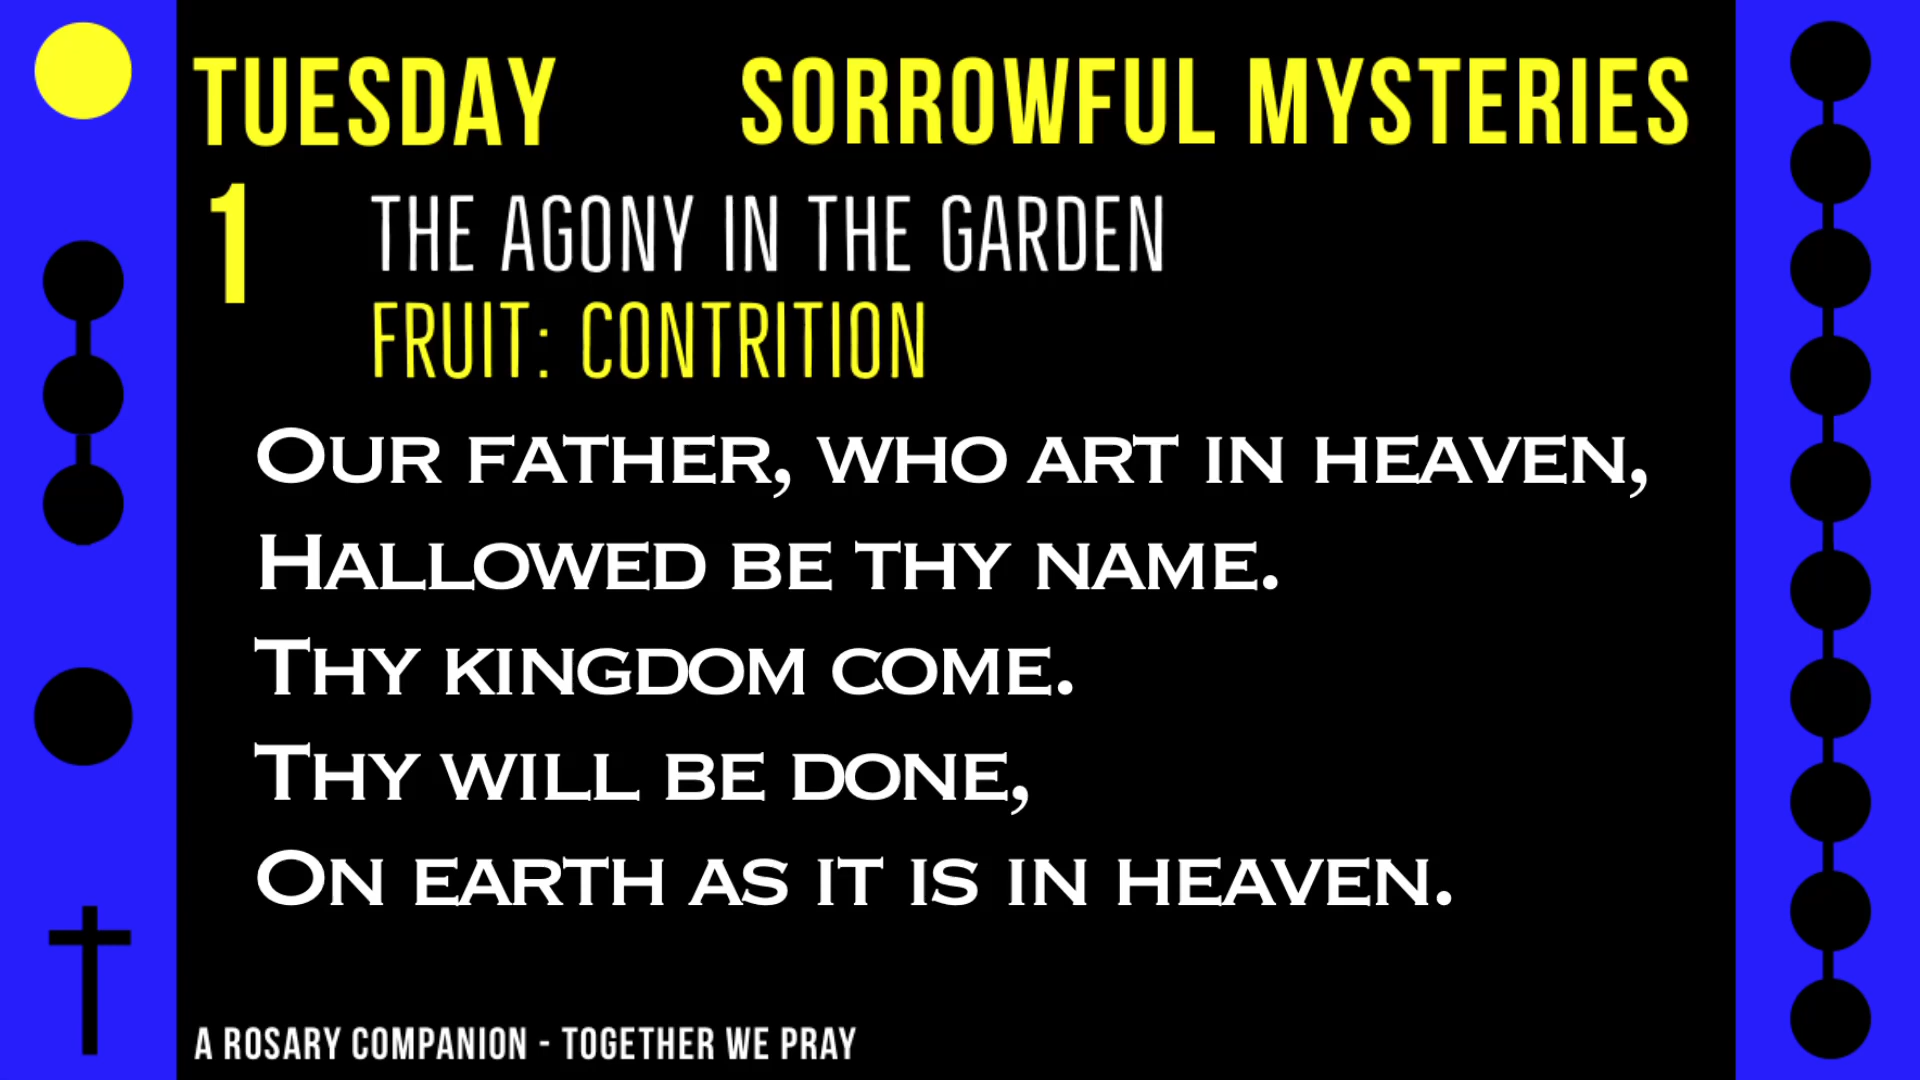 TUESDAY SORROWFUL MYSTERIES
1 THE AGONY IN THE GARDEN
FRUIT: CONTRITION
OUR FATHER, WHO ART IN HEAVEN,
HALLOWED BE THY NAME.
THY KINGDOM COME.
THY WILL BE DONE,
ON EARTH AS IT IS IN HEAVEN.
A ROSARY COMPANION - TOGETHER WE PRAY